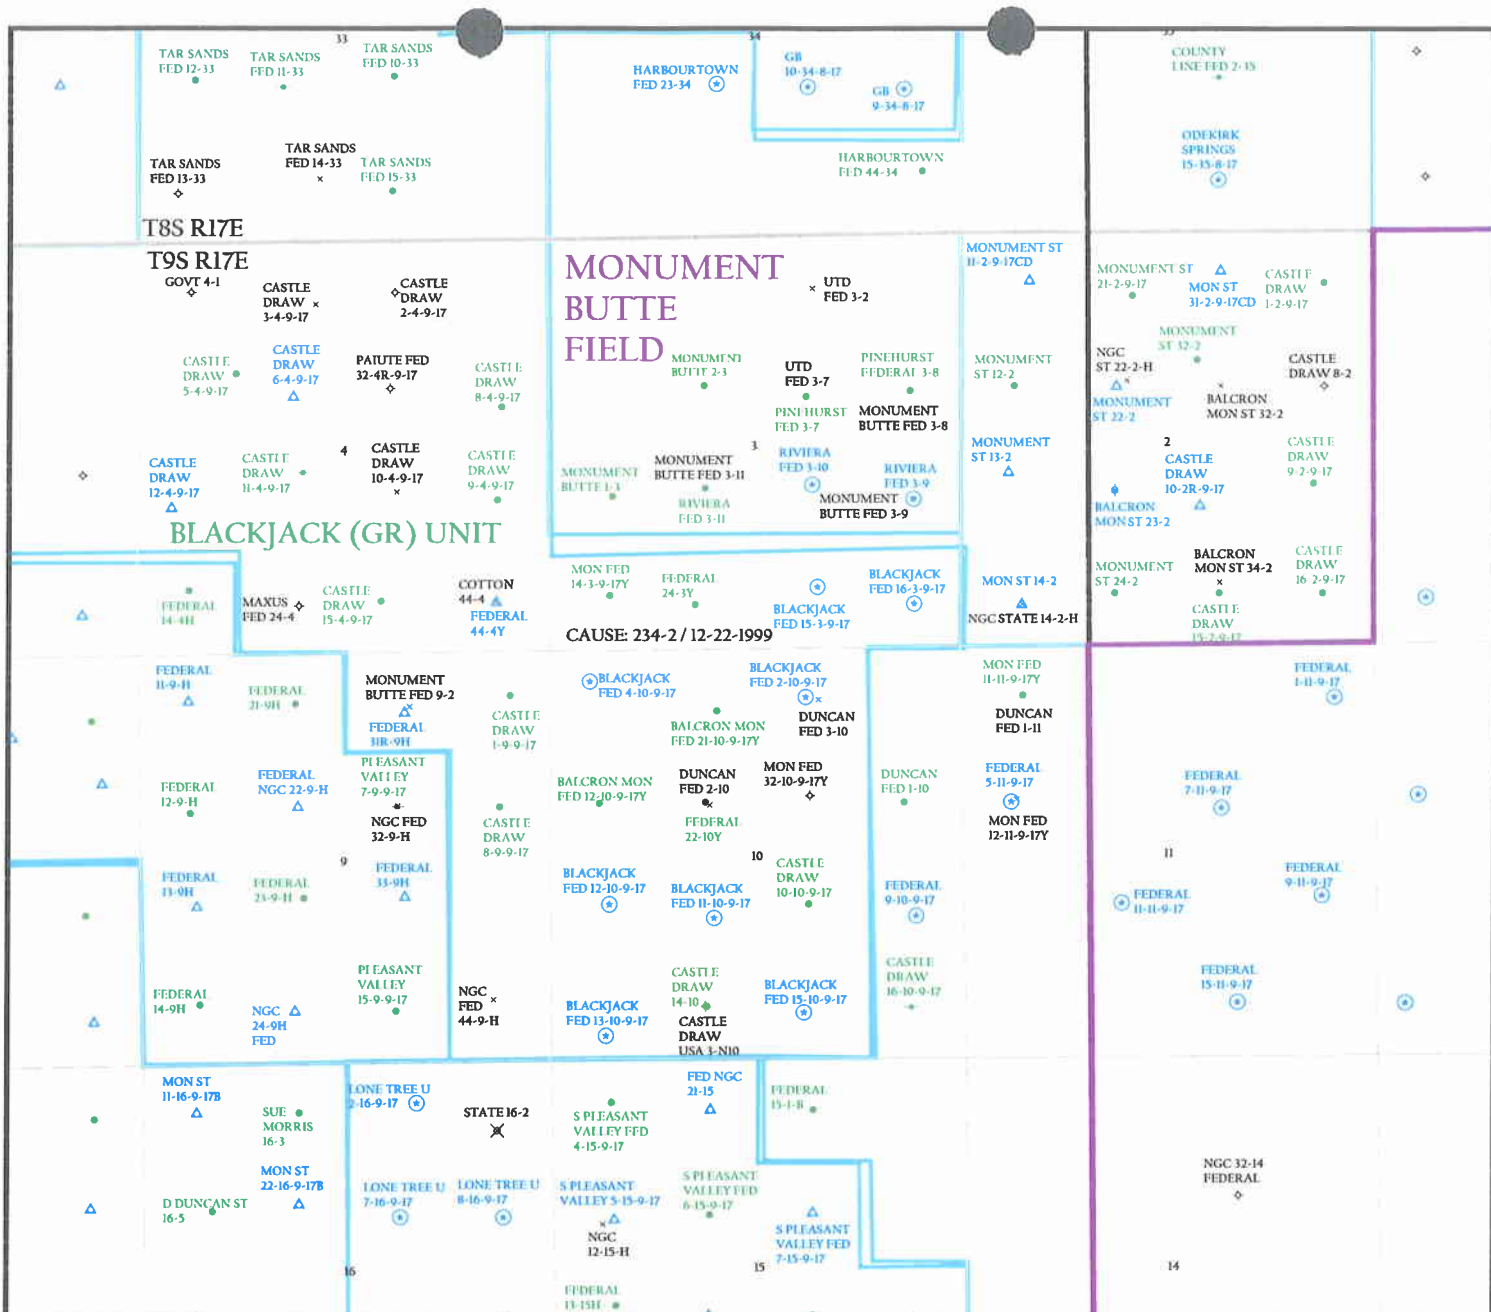 33
34
TAR SANDS
FED 12-33
TAR SANDS
FED 11-33
TAR SANDS
FED 10-33
HARBOURTOWN
FED 23-34
GB
10-34-8-17
GB
9-34-8-17
COUNTY
LINE FED 2-35
TAR SANDS
FED 13-33
TAR SANDS
FED 14-33
TAR SANDS
FED 15-33
HARBOURTOWN
FED 44-34
ODEKIRK
SPRINGS
15-35-8-17
T8S R17E
T9S R17E
GOVT 4-1
CASTLE
DRAW
3-4-9-17
CASTLE
DRAW
2-4-9-17
MONUMENT
BUTTE
FIELD
UTD
FED 3-2
MONUMENT ST
11-2-9-17CD
MONUMENT ST
21-2-9-17
MON ST
31-2-9-17CD
CASTLE
DRAW
1-2-9-17
CASTLE
DRAW
5-4-9-17
CASTLE
DRAW
6-4-9-17
PAIUTE FED
32-4R-9-17
CASTLE
DRAW
8-4-9-17
MONUMENT
BUTTE 2-3
UTD
FED 3-7
PINEHURST
FED 3-7
PINEHURST
FEDERAL 3-8
MONUMENT
BUTTE FED 3-8
MONUMENT
ST 12-2
NGC
ST 22-2-H
MONUMENT
ST 22-2
MONUMENT
ST 32-2
BALCRON
MON ST 32-2
CASTLE
DRAW 8-2
4
3
2
CASTLE
DRAW
12-4-9-17
CASTLE
DRAW
11-4-9-17
CASTLE
DRAW
10-4-9-17
CASTLE
DRAW
9-4-9-17
MONUMENT
BUTTE 1-3
MONUMENT
BUTTE FED 3-11
RIVIERA
FED 3-11
RIVIERA
FED 3-10
RIVIERA
FED 3-9
MONUMENT
BUTTE FED 3-9
MONUMENT
ST 13-2
BALCRON
MON ST 23-2
CASTLE
DRAW
10-2R-9-17
CASTLE
DRAW
9-2-9-17
BLACKJACK (GR) UNIT
FEDERAL
14-4H
MAXUS
FED 24-4
CASTLE
DRAW
15-4-9-17
COTTON
44-4
FEDERAL
44-4Y
MON FED
14-3-9-17Y
FEDERAL
24-3Y
BLACKJACK
FED 15-3-9-17
BLACKJACK
FED 16-3-9-17
MON ST 14-2
NGC STATE 14-2-H
MONUMENT
ST 24-2
BALCRON
MON ST 34-2
CASTLE
DRAW
15-2-9-17
CASTLE
DRAW
16-2-9-17
CAUSE: 234-2 / 12-22-1999
FEDERAL
11-9-H
FEDERAL
21-9H
MONUMENT
BUTTE FED 9-2
FEDERAL
31R-9H
CASTLE
DRAW
1-9-9-17
BLACKJACK
FED 4-10-9-17
BALCRON MON
FED 21-10-9-17Y
BLACKJACK
FED 2-10-9-17
DUNCAN
FED 3-10
MON FED
11-11-9-17Y
DUNCAN
FED 1-11
FEDERAL
1-11-9-17
FEDERAL
12-9-H
FEDERAL
NGC 22-9-H
PLEASANT
VALLEY
7-9-9-17
NGC FED
32-9-H
CASTLE
DRAW
8-9-9-17
BALCRON MON
FED 12-10-9-17Y
DUNCAN
FED 2-10
FEDERAL
22-10Y
MON FED
32-10-9-17Y
DUNCAN
FED 1-10
FEDERAL
5-11-9-17
MON FED
12-11-9-17Y
FEDERAL
7-11-9-17
9
10
11
FEDERAL
13-9H
FEDERAL
23-9-H
FEDERAL
33-9H
BLACKJACK
FED 12-10-9-17
BLACKJACK
FED 11-10-9-17
CASTLE
DRAW
10-10-9-17
FEDERAL
9-10-9-17
FEDERAL
11-11-9-17
FEDERAL
9-11-9-17
FEDERAL
14-9H
NGC
24-9H
FED
PLEASANT
VALLEY
15-9-9-17
NGC
FED
44-9-H
BLACKJACK
FED 13-10-9-17
CASTLE
DRAW
14-10
CASTLE
DRAW
USA 3-N10
BLACKJACK
FED 15-10-9-17
CASTLE
DRAW
16-10-9-17
FEDERAL
15-11-9-17
MON ST
11-16-9-17B
SUE
MORRIS
16-3
LONE TREE U
2-16-9-17
STATE 16-2
S PLEASANT
VALLEY FED
4-15-9-17
FED NGC
21-15
FEDERAL
15-1-B
D DUNCAN ST
16-5
MON ST
22-16-9-17B
LONE TREE U
7-16-9-17
LONE TREE U
8-16-9-17
S PLEASANT
VALLEY 5-15-9-17
NGC
12-15-H
S PLEASANT
VALLEY FED
6-15-9-17
S PLEASANT
VALLEY FED
7-15-9-17
NGC 32-14
FEDERAL
16
15
14
FEDERAL
13-15H